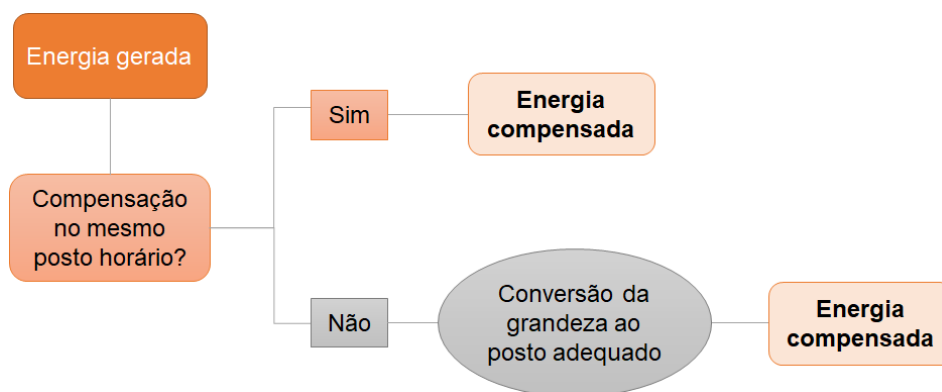 Energia gerada
Compensação
no mesmo
posto horário?
Sim
Energia
compensada
Não
Conversão da
grandeza ao
posto adequado
Energia
compensada